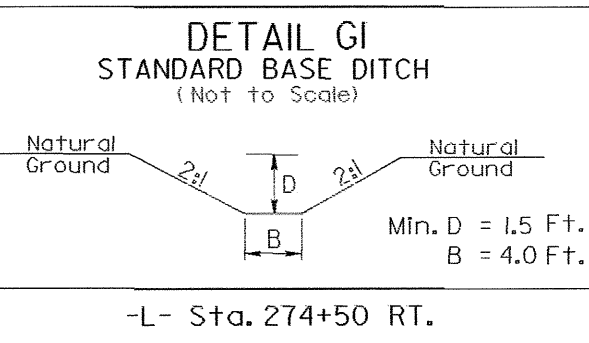 DETAIL G1
STANDARD BASE DITCH
(Not to Scale)
Natural
Ground
2:1
D
2:1
Natural
Ground
B
Min. D = 1.5 Ft.
B = 4.0 Ft.
-L- Sta. 274+50 RT.